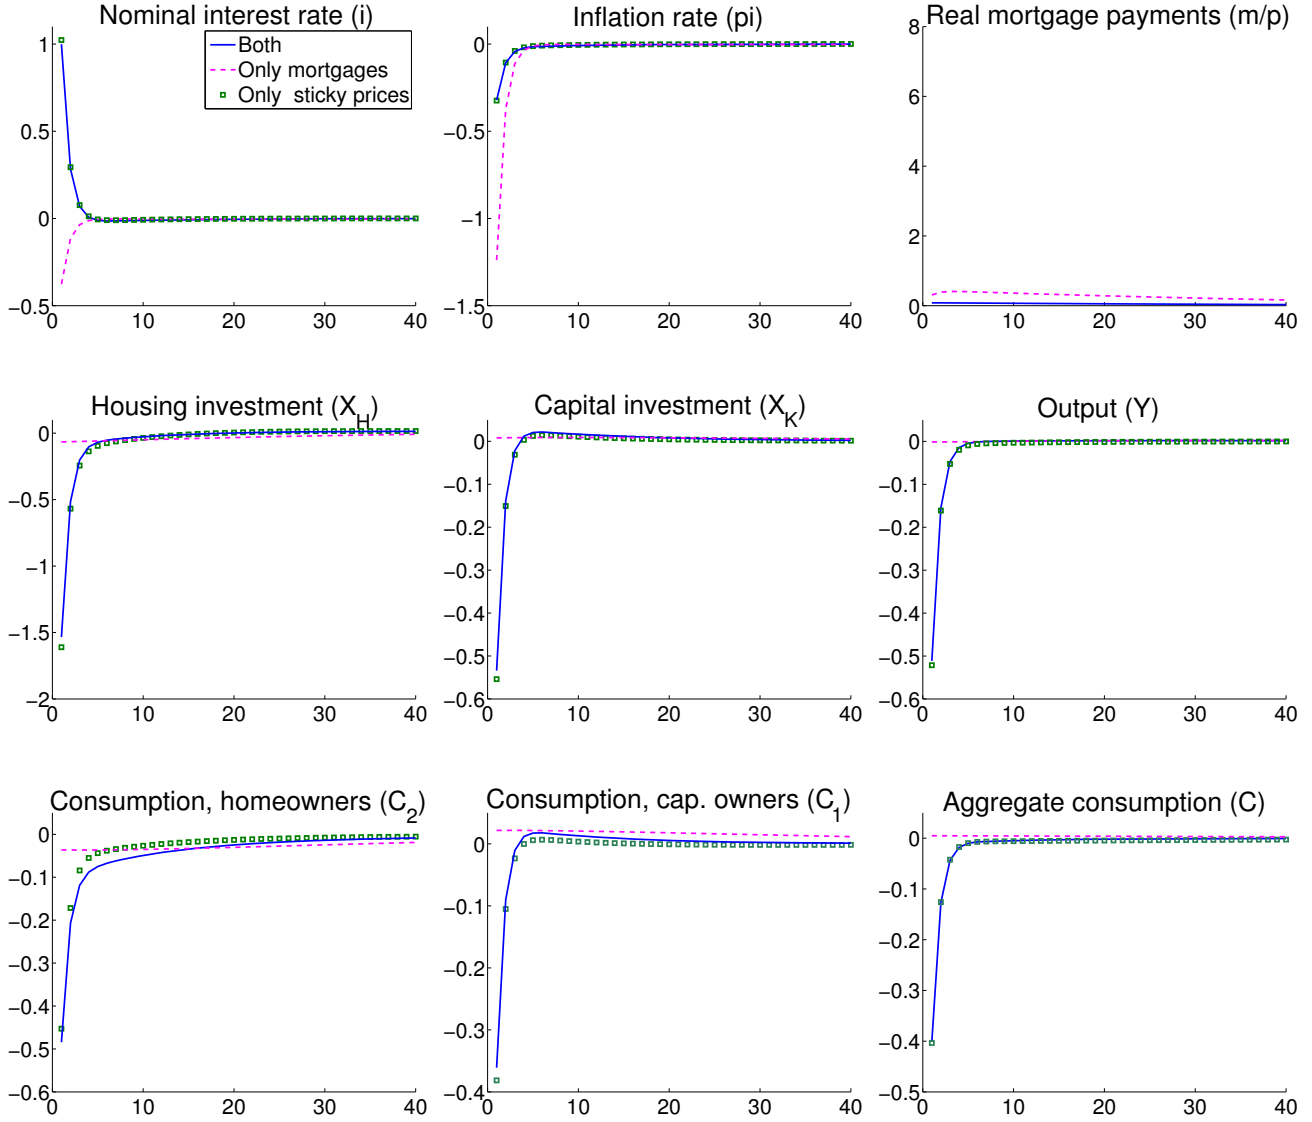 Nominal interest rate (i)
Both
Only mortgages
Only sticky prices
1
0.5
0
−0.5
0 10 20 30 40
Inflation rate (pi)
0
−0.5
−1
−1.5
0 10 20 30 40
Real mortgage payments (m/p)
8
6
4
2
0
0 20 30 40
Housing investment (X_H)
0
−0.5
−1
−1.5
−2
0 10 20 30 40
Capital investment (X_K)
0
−0.1
−0.2
−0.3
−0.4
−0.5
−0.6
0 10 20 30 40
Output (Y)
0
−0.1
−0.2
−0.3
−0.4
−0.5
−0.6
0 10 20 30 40
Consumption, homeowners (C_2)
0
−0.1
−0.2
−0.3
−0.4
−0.5
−0.6
0 10 20 30 40
Consumption, cap. owners (C_1)
0
−0.1
−0.2
−0.3
−0.4
0 10 20 30 40
Aggregate consumption (C)
0
−0.1
−0.2
−0.3
−0.4
−0.5
0 10 20 30 40